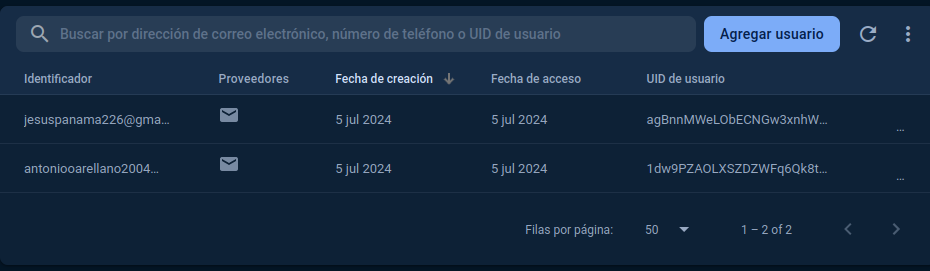 Buscar por dirección de correo electrónico, número de teléfono o UID de usuario Agregar usuario
Identificador Proveedores Fecha de creación Fecha de acceso UID de usuario
jesuspanama226@gma... 5 jul 2024 5 jul 2024 agBnnMWeLObECNGw3xnhW... ...
antoniooarellano2004... 5 jul 2024 5 jul 2024 1dw9PZAOLXSZDZWFq6Qk8t... ...
Filas por página: 50 1 – 2 of 2